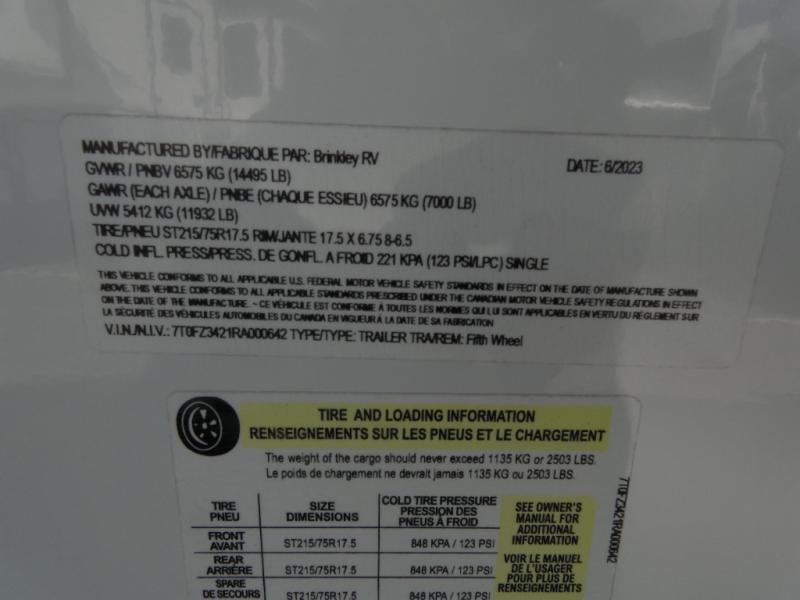 MANUFACTURED BY/FABRIQUE PAR: Brinkley RV
DATE: 6/2023
GVWR / PNBV 6575 KG (14495 LB)
GAWR (EACH AXLE) / PNBE (CHAQUE ESSIEU) 6575 KG (7000 LB)
UVW 5412 KG (11932 LB)
TIRE/PNEU ST215/75R17.5 RIM/JANTE 17.5 X 6.75 8-6.5
COLD INFL. PRESS/PRESS. DE GONFL. A FROID 221 KPA (123 PSI/LPC) SINGLE
THIS VEHICLE CONFORMS TO ALL APPLICABLE U.S. FEDERAL MOTOR VEHICLE SAFETY STANDARDS IN EFFECT ON THE DATE OF MANUFACTURE SHOWN
ABOVE. THIS VEHICLE CONFORMS TO ALL APPLICABLE STANDARDS PRESCRIBED UNDER THE CANADIAN MOTOR VEHICLE SAFETY REGULATIONS IN EFFECT
ON THE DATE OF THE MANUFACTURE. ~ CE VÉHICULE EST CONFORME À TOUTES LES NORMES QUI LUI SONT APPLICABLES EN VERTU DU RÉGLEMENT SUR
LA SÉCURITÉ DES VÉHICULES AUTOMOBILES DU CANADA EN VIGUEUR À LA DATE DE SA FABRICATION
V.I.N./N.I.V.: 7T0FZ3421RA000642 TYPE/TYPE: TRAILER TRA/REM: Fifth Wheel
TIRE AND LOADING INFORMATION
RENSEIGNEMENTS SUR LES PNEUS ET LE CHARGEMENT
The weight of the cargo should never exceed 1135 KG or 2503 LBS.
Le poids de chargement ne devrait jamais 1135 KG ou 2503 LBS.
TIRE
PNEU
SIZE
DIMENSIONS
COLD TIRE PRESSURE
PRESSION DES
PNEUS À FROID
FRONT
AVANT
ST215/75R17.5
848 KPA / 123 PSI
REAR
ARRIÈRE
ST215/75R17.5
848 KPA / 123 PSI
SPARE
DE SECOURS
ST215/75R17.5
848 KPA / 123 PSI
SEE OWNER'S
MANUAL FOR
ADDITIONAL
INFORMATION
VOIR LE MANUEL
DE L'USAGER
POUR PLUS DE
RENSEIGNEMENTS
7T0FZ3421RA000642